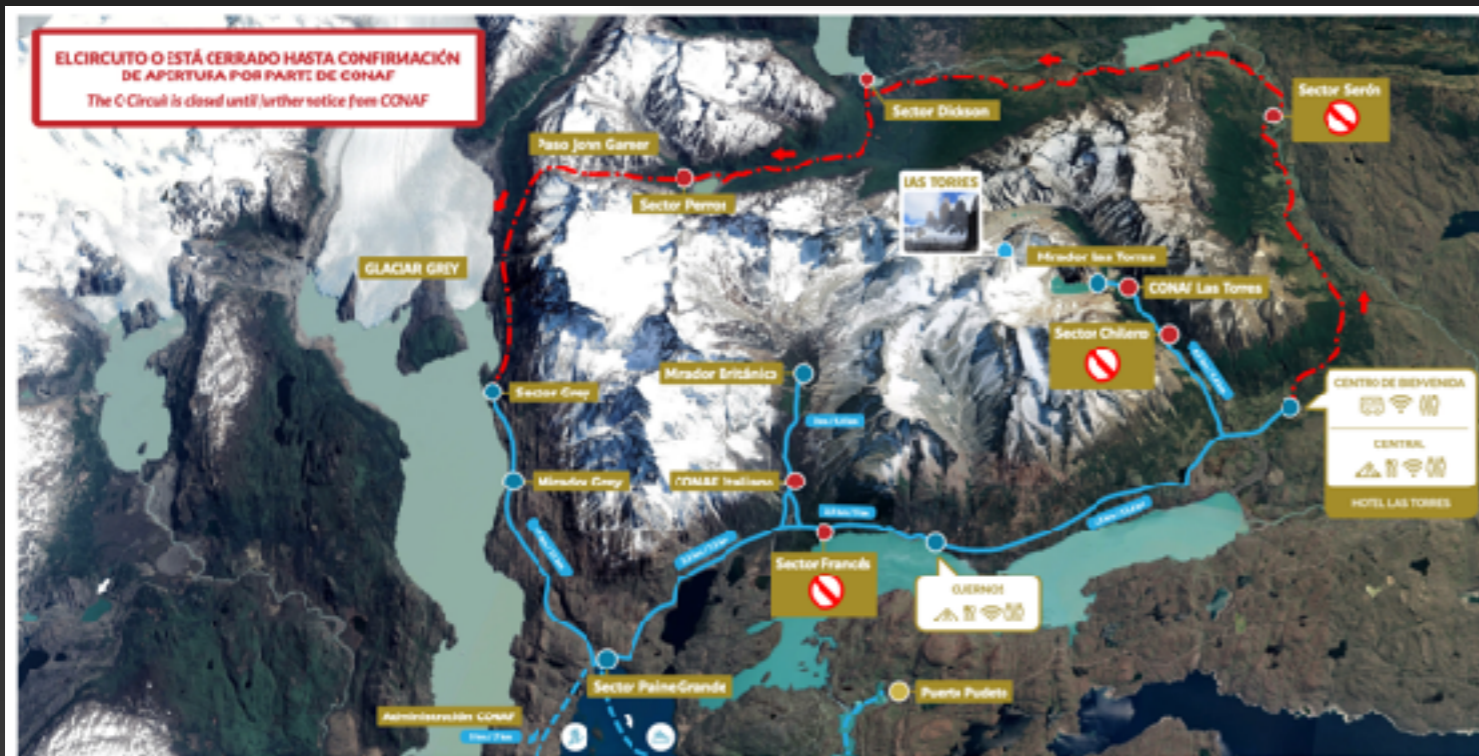 EL CIRCUITO O ESTÁ CERRADO HASTA CONFIRMACIÓN
DE APERTURA POR PARTE DE CONAF
The O Circuit is closed until further notice from CONAF
Sector Serón
Sector Dickson
Paso John Garner
Sector Perros
LAS TORRES
Mirador Las Torres
CONAF Las Torres
GLACIAR GREY
Sector Chileno
Mirador Británico
Sector Grey
CENTRO DE BIENVENIDA
CENTRAL
HOTEL LAS TORRES
Mirador Grey
CONAF Italiano
Sector Francés
CUERNOS
Sector Paine Grande
Puerto Pudeto
Administración CONAF